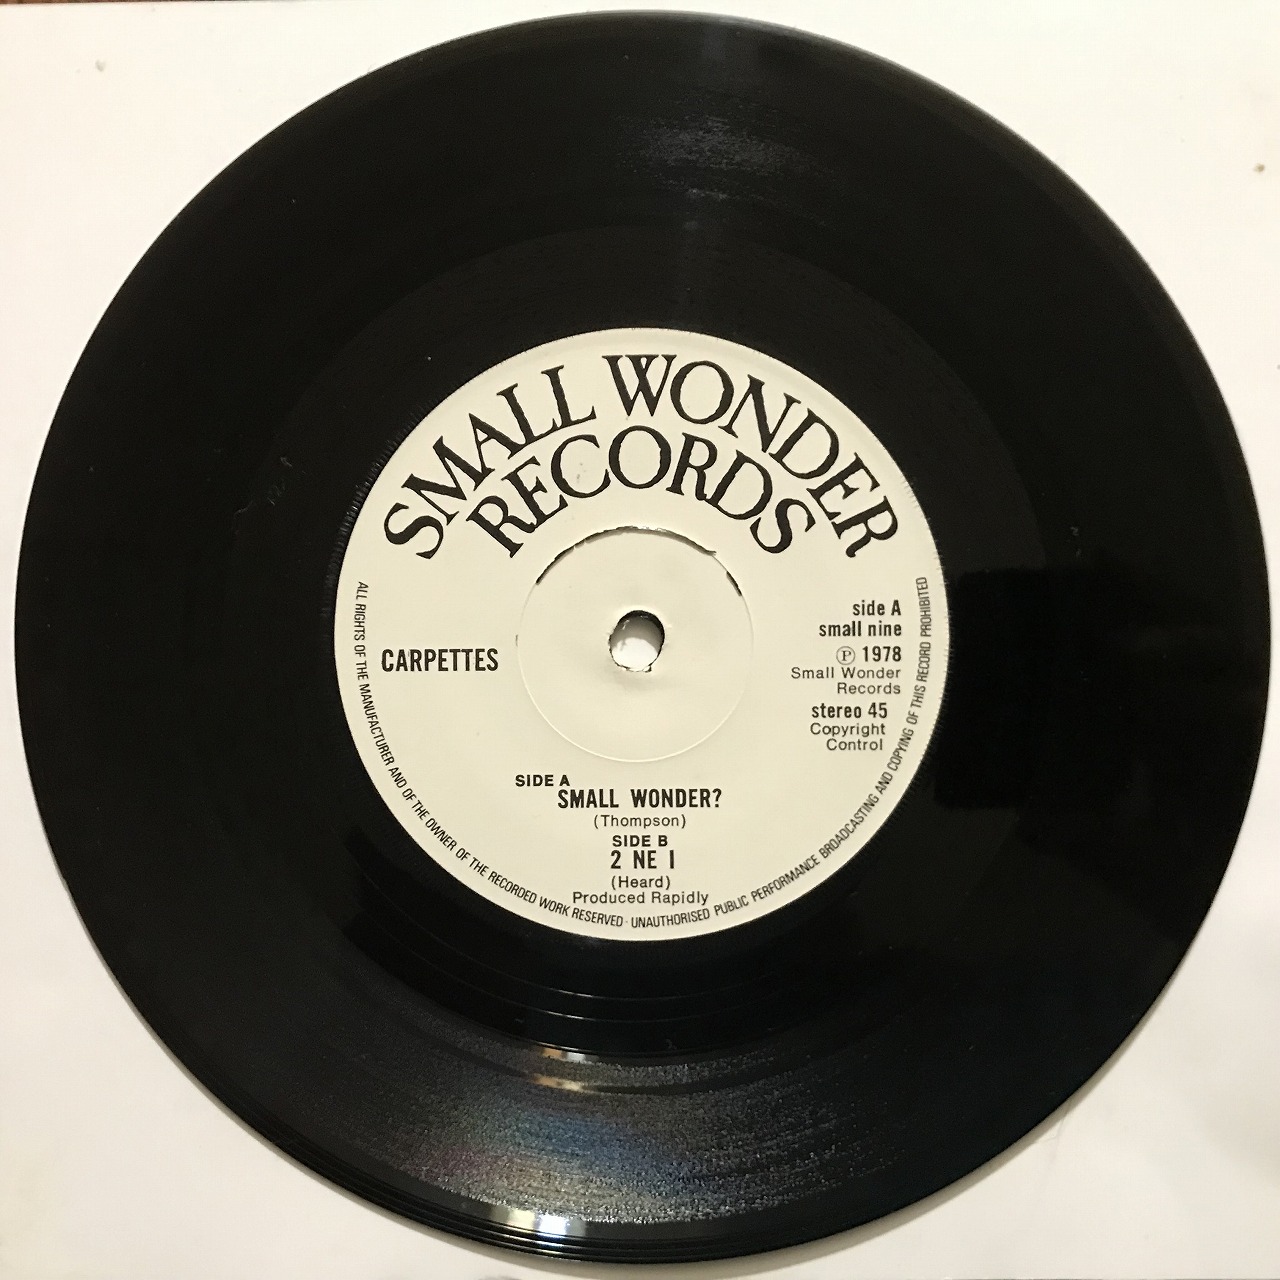 SMALL WONDER
RECORDS
CARPETTES
side A
small nine
Ⓟ 1978
Small Wonder
Records
stereo 45
Copyright
Control
SIDE A
SMALL WONDER?
(Thompson)
SIDE B
2 NE I
(Heard)
Produced Rapidly
ALL RIGHTS OF THE MANUFACTURER AND OF THE OWNER OF THE RECORDED WORK RESERVED · UNAUTHORISED PUBLIC PERFORMANCE BROADCASTING AND COPYING OF THIS RECORD PROHIBITED